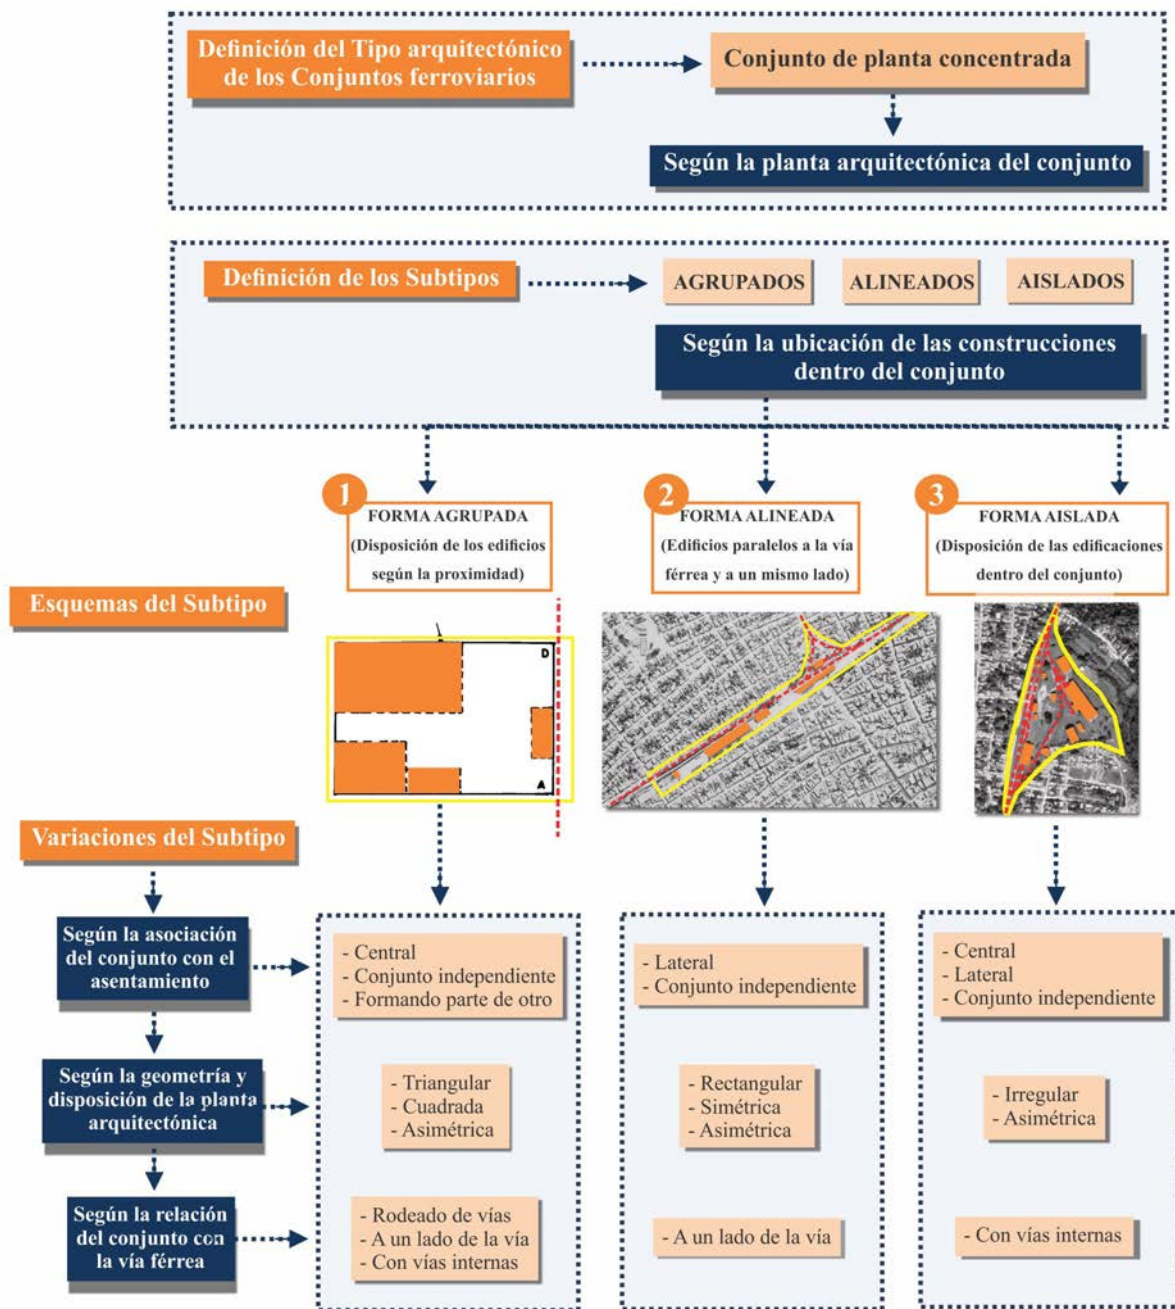 Definición del Tipo arquitectónico
de los Conjuntos ferroviarios
Conjunto de planta concentrada
Según la planta arquitectónica del conjunto
Definición de los Subtipos
AGRUPADOS
ALINEADOS
AISLADOS
Según la ubicación de las construcciones
dentro del conjunto
1
FORMA AGRUPADA
(Disposición de los edificios
según la proximidad)
2
FORMA ALINEADA
(Edificios paralelos a la vía
férrea y a un mismo lado)
3
FORMA AISLADA
(Disposición de las edificaciones
dentro del conjunto)
Esquemas del Subtipo
D
A
Variaciones del Subtipo
Según la asociación
del conjunto con el
asentamiento
- Central
- Conjunto independiente
- Formando parte de otro
- Lateral
- Conjunto independiente
- Central
- Lateral
- Conjunto independiente
Según la geometría y
disposición de la planta
arquitectónica
- Triangular
- Cuadrada
- Asimétrica
- Rectangular
- Simétrica
- Asimétrica
- Irregular
- Asimétrica
Según la relación
del conjunto con
la vía férrea
- Rodeado de vías
- A un lado de la vía
- Con vías internas
- A un lado de la vía
- Con vías internas